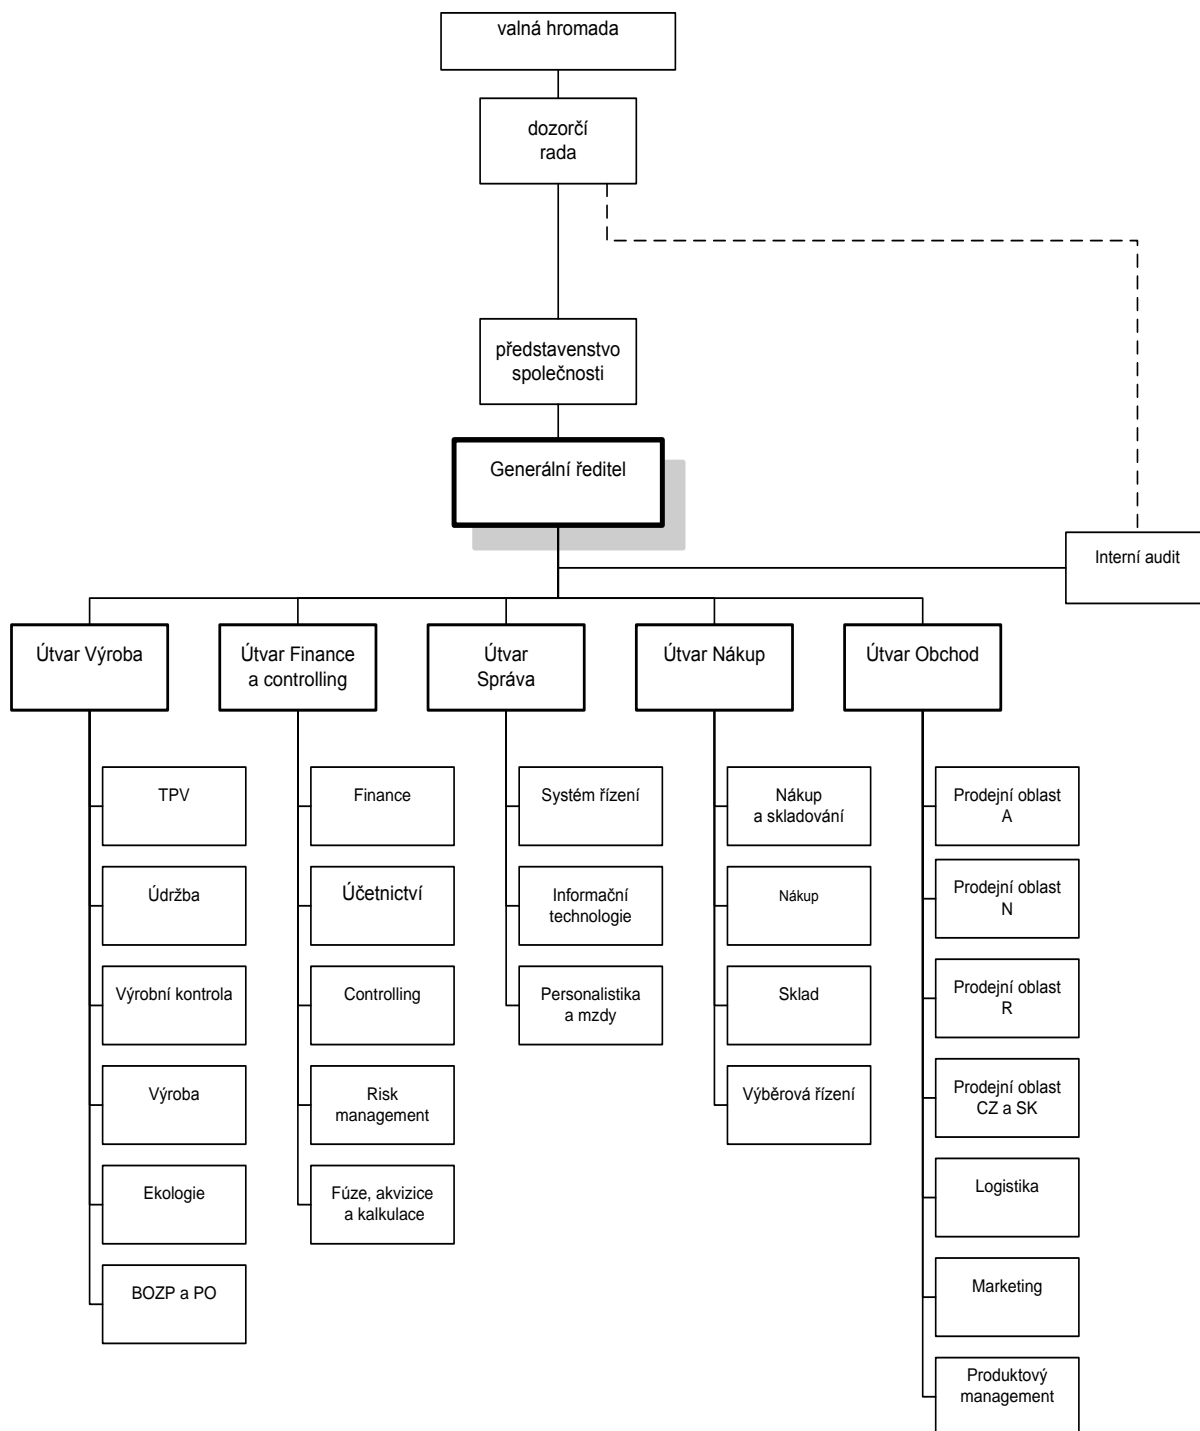 valná hromada
dozorčí
rada
představenstvo
společnosti
Generální ředitel
Interní audit
Útvar Výroba
Útvar Finance
a controlling
Útvar
Správa
Útvar Nákup
Útvar Obchod
TPV
Údržba
Výrobní kontrola
Výroba
Ekologie
BOZP a PO
Finance
Účetnictví
Controlling
Risk
management
Fúze, akvizice
a kalkulace
Systém řízení
Informační
technologie
Personalistika
a mzdy
Nákup
a skladování
Nákup
Sklad
Výběrová řízení
Prodejní oblast
A
Prodejní oblast
N
Prodejní oblast
R
Prodejní oblast
CZ a SK
Logistika
Marketing
Produktový
management